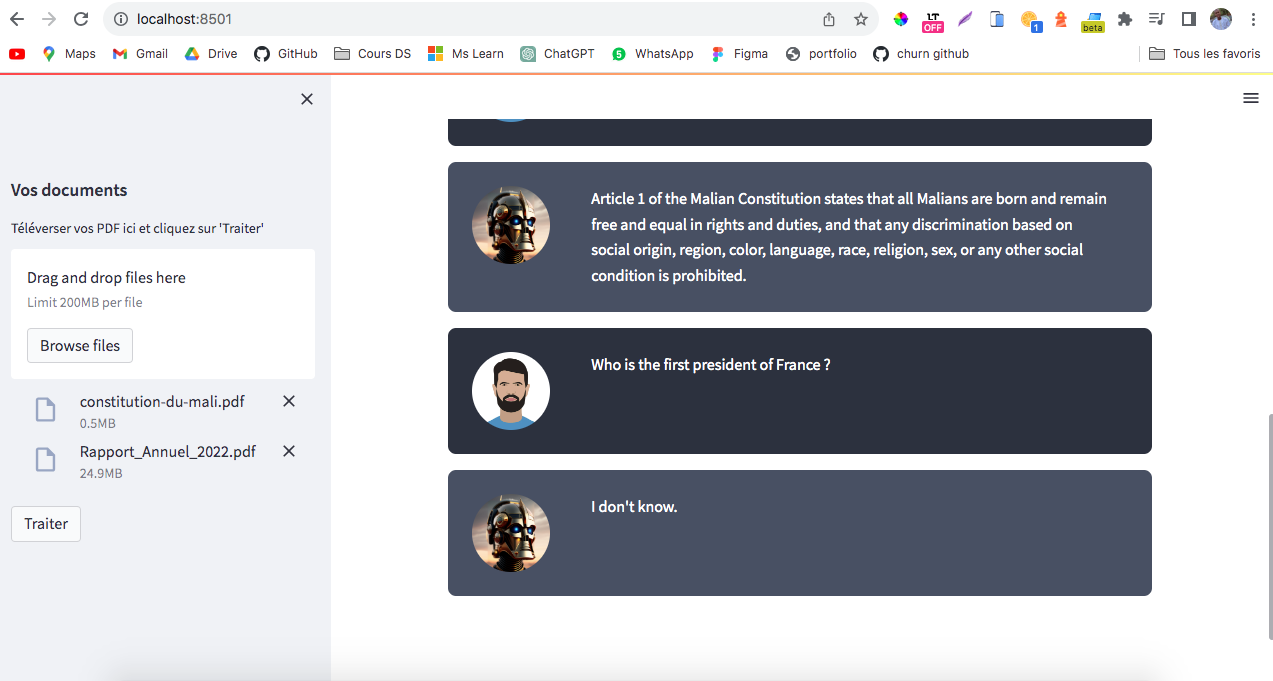 localhost:8501
LT
OFF
1
beta
Maps
Gmail
Drive
GitHub
Cours DS
Ms Learn
ChatGPT
5
WhatsApp
Figma
portfolio
churn github
Tous les favoris
Vos documents
Téléverser vos PDF ici et cliquez sur 'Traiter'
Drag and drop files here
Limit 200MB per file
Browse files
constitution-du-mali.pdf
0.5MB
Rapport_Annuel_2022.pdf
24.9MB
Traiter
Article 1 of the Malian Constitution states that all Malians are born and remain
free and equal in rights and duties, and that any discrimination based on
social origin, region, color, language, race, religion, sex, or any other social
condition is prohibited.
Who is the first president of France ?
I don't know.